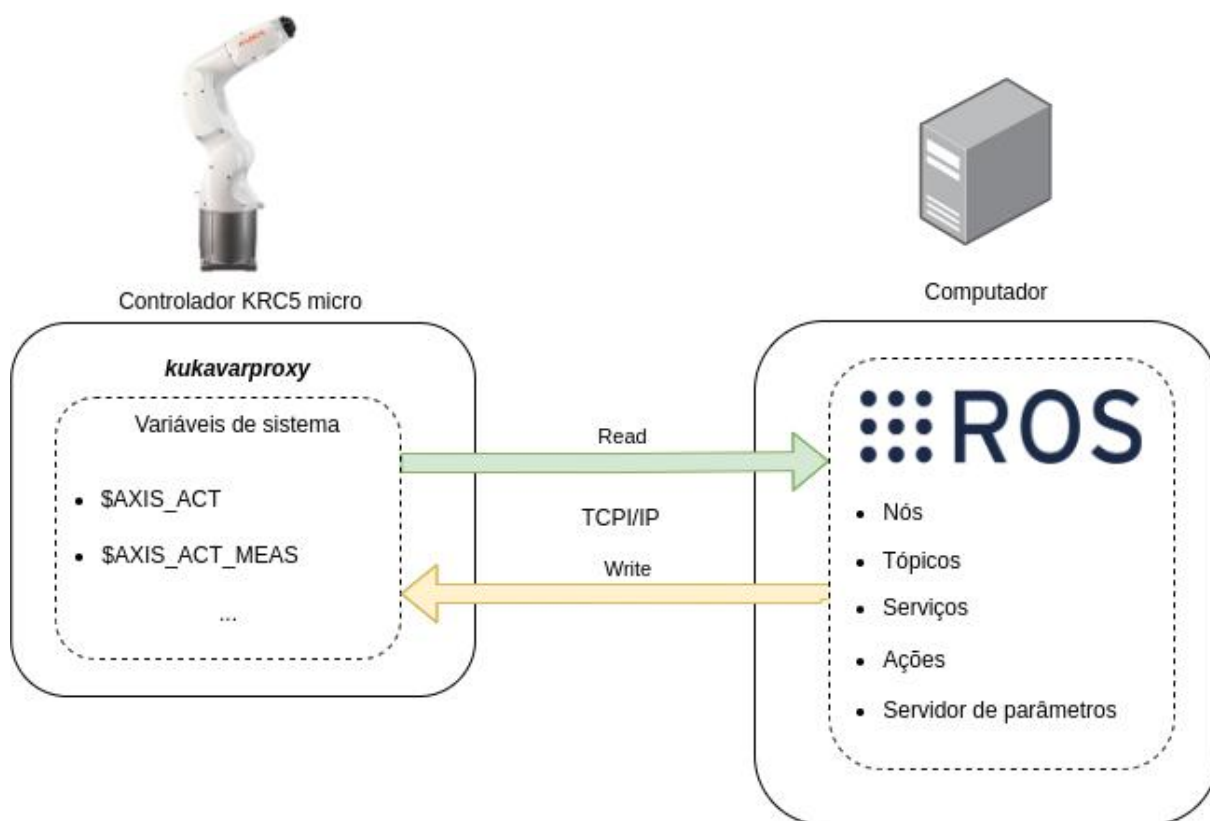 KUKA
Controlador KRC5 micro
kukavarproxy
Variáveis de sistema
• $AXIS_ACT
• $AXIS_ACT_MEAS
...
Read
TCPI/IP
Write
Computador
ROS
• Nós
• Tópicos
• Serviços
• Ações
• Servidor de parâmetros